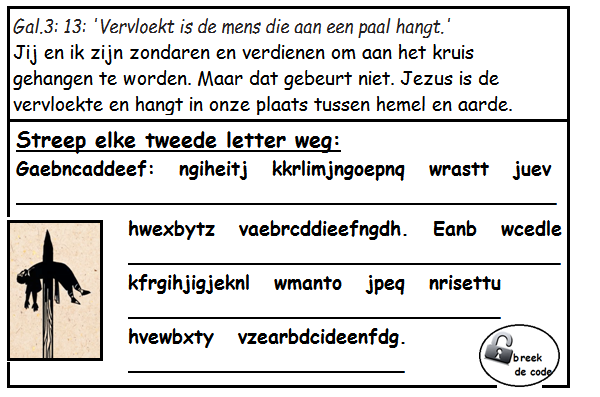 Gal.3: 13: 'Vervloekt is de mens die aan een paal hangt.'
Jij en ik zijn zondaren en verdienen om aan het kruis
gehangen te worden. Maar dat gebeurt niet. Jezus is de
vervloekte en hangt in onze plaats tussen hemel en aarde.
Streep elke tweede letter weg:
Gaebncaddeef: ngiheitj kkrlimjngoepnq wrastt juev
hwexbytz vaebrcddieefngdh. Eanb wcedle
kfrgihjigjeknl wmanto jpeq nrisettu
hvewbxty vzearbdcideenfdg.
breek
de code